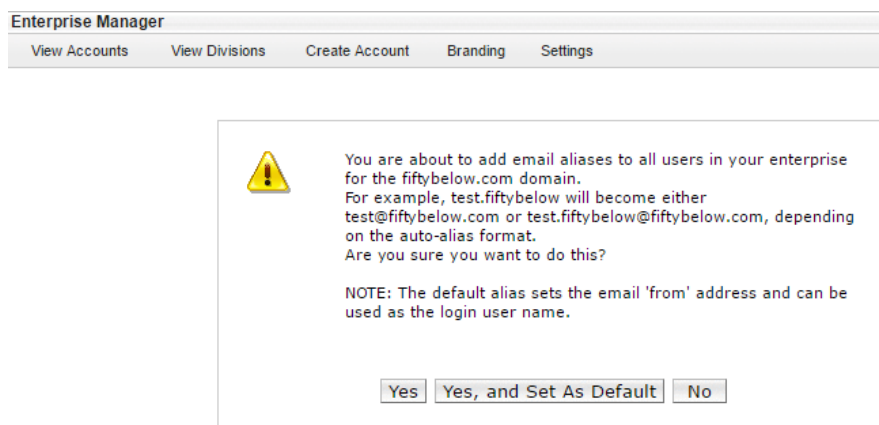 Enterprise Manager
View Accounts View Divisions Create Account Branding Settings
You are about to add email aliases to all users in your enterprise
for the fiftybelow.com domain.
For example, test.fiftybelow will become either
test@fiftybelow.com or test.fiftybelow@fiftybelow.com, depending
on the auto-alias format.
Are you sure you want to do this?
NOTE: The default alias sets the email 'from' address and can be
used as the login user name.
Yes Yes, and Set As Default No